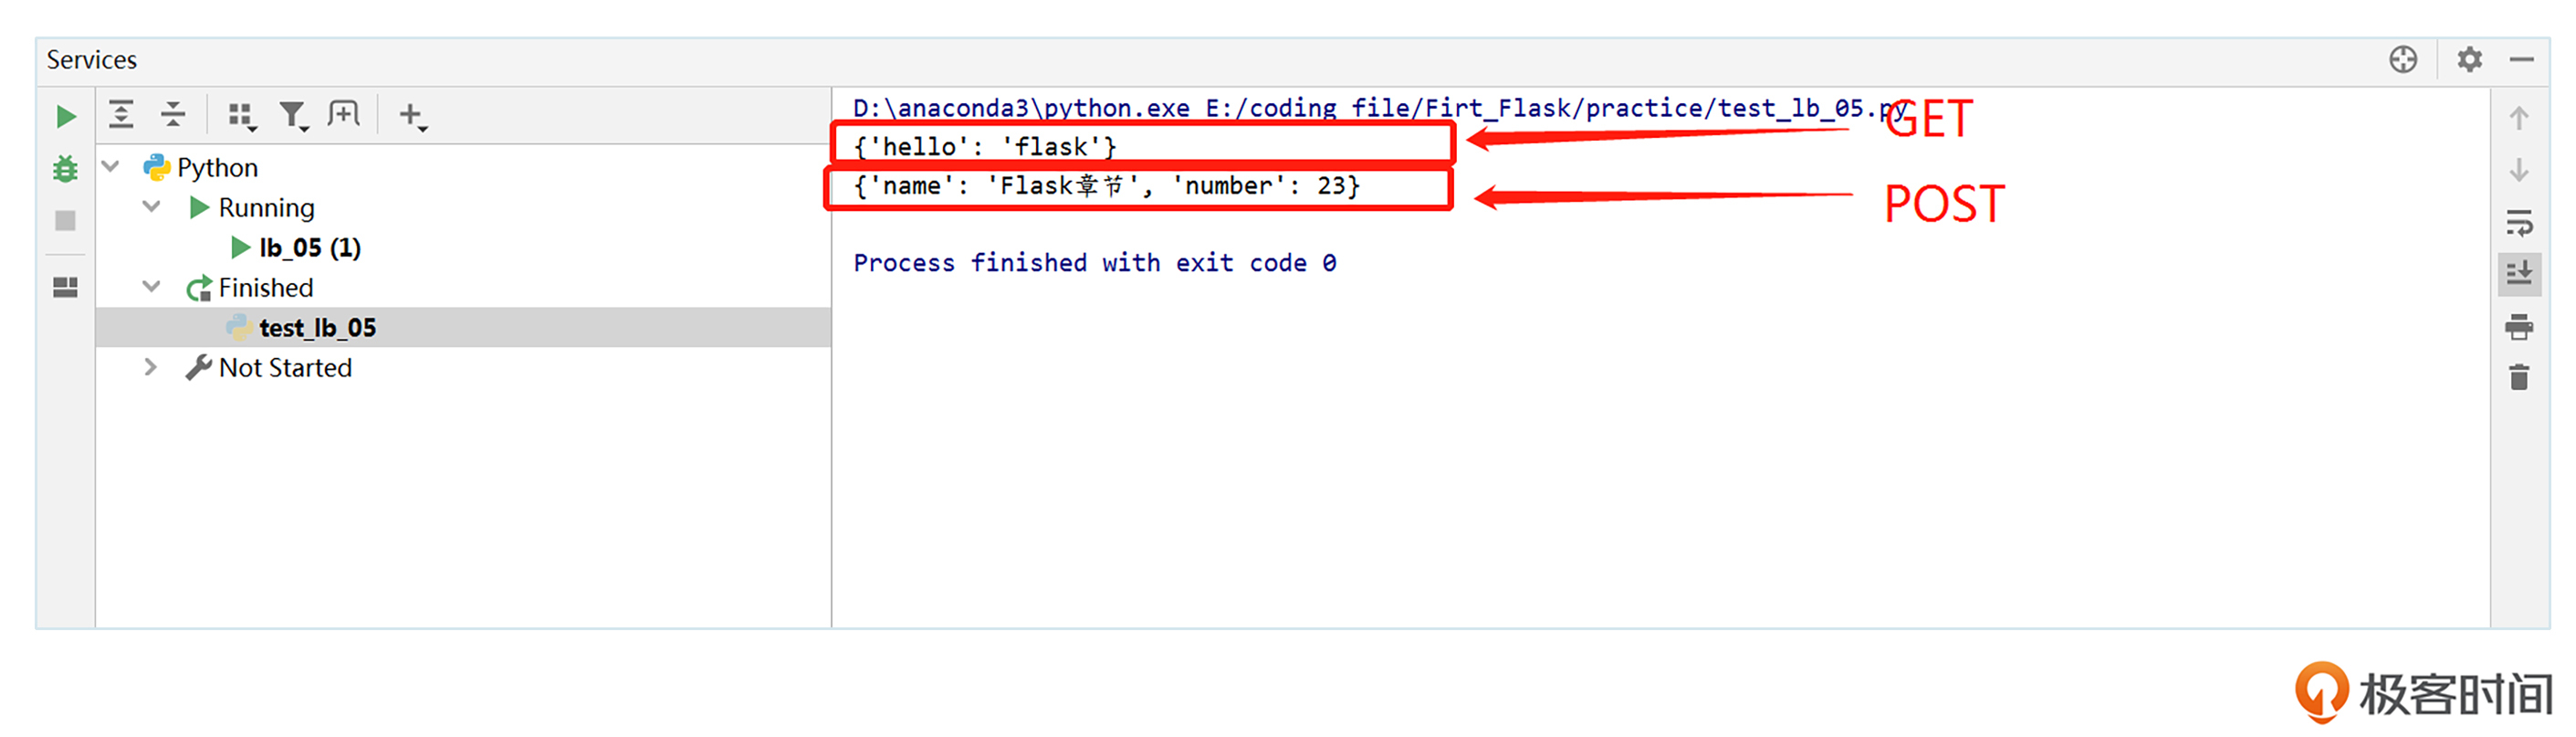 Services
D:\anaconda3\python.exe E:/coding file/Firt_Flask/practice/test_lb_05.py
GET
{'hello': 'flask'}
{'name': 'Flask章节', 'number': 23}
POST
Process finished with exit code 0
Python
Running
lb_05 (1)
Finished
test_lb_05
Not Started
极客时间